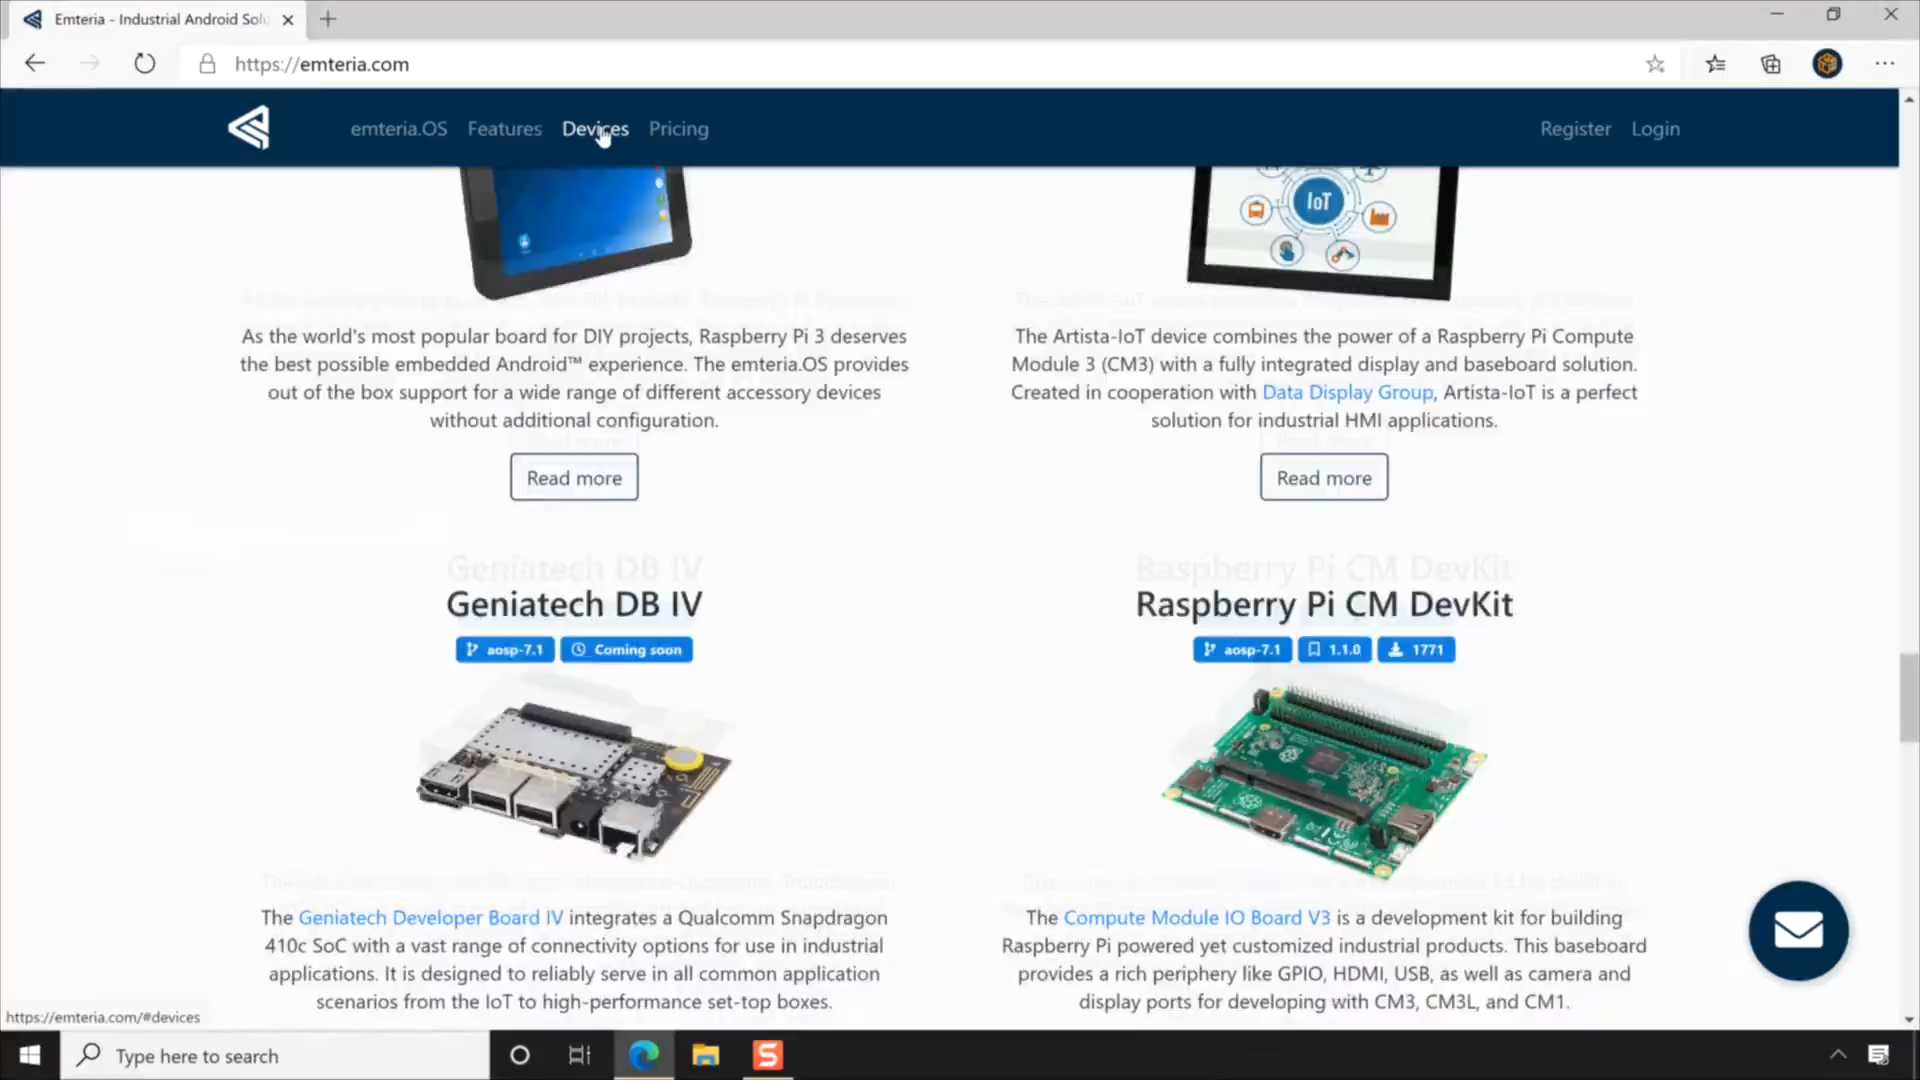 Emteria - Industrial Android Solu
https://emteria.com
emteria.OS Features Devices Pricing Register Login
IoT
As the world's most popular board for DIY projects, Raspberry Pi 3 deserves
the best possible embedded Android™ experience. The emteria.OS provides
out of the box support for a wide range of different accessory devices
without additional configuration.
Read more
The Artista-IoT device combines the power of a Raspberry Pi Compute
Module 3 (CM3) with a fully integrated display and baseboard solution.
Created in cooperation with Data Display Group, Artista-IoT is a perfect
solution for industrial HMI applications.
Read more
Geniatech DB IV
Geniatech DB IV
aosp-7.1 Coming soon
The Geniatech Developer Board IV integrates a Qualcomm Snapdragon
410c SoC with a vast range of connectivity options for use in industrial
applications. It is designed to reliably serve in all common application
scenarios from the IoT to high-performance set-top boxes.
Raspberry Pi CM DevKit
Raspberry Pi CM DevKit
aosp-7.1 1.1.0 1771
The Compute Module IO Board V3 is a development kit for building
Raspberry Pi powered yet customized industrial products. This baseboard
provides a rich periphery like GPIO, HDMI, USB, as well as camera and
display ports for developing with CM3, CM3L, and CM1.
https://emteria.com/#devices
Type here to search